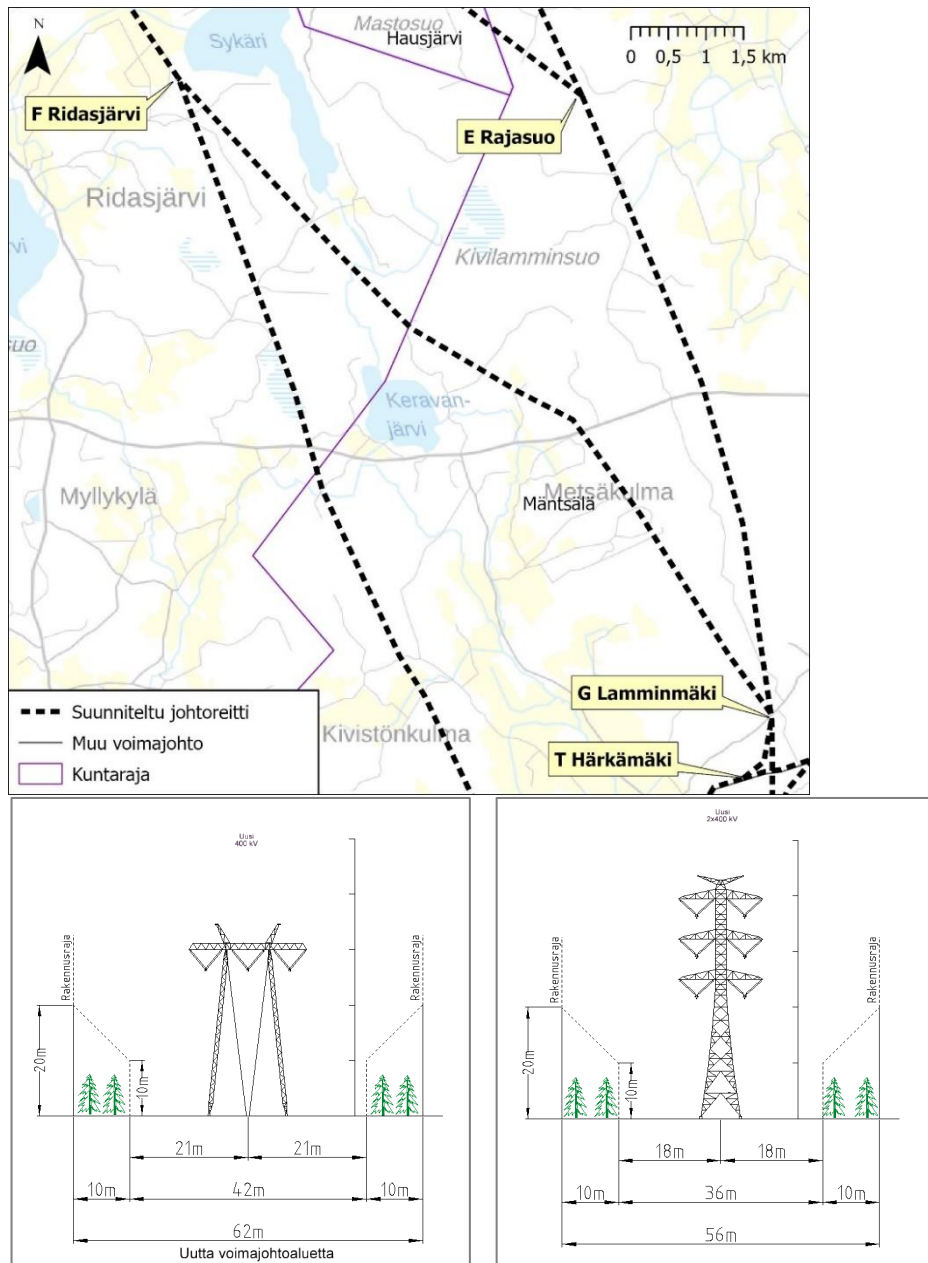 N
Mastosuo
Hausjärvi
Sykäri
0 0,5 1 1,5 km
F Ridasjärvi
E Rajasuo
Ridasjärvi
rvi
Kivilamminsuo
suo
Keravan-
järvi
Myllykylä
Metsäkulma
Mäntsälä
G Lamminmäki
Suunniteltu johtoreitti
Kivistönkulma
Muu voimajohto
T Härkämäki
Kuntaraja
Uusi
400 kV
Rakennusraja
Rakennusraja
20m
10m
21m 21m
10m 42m 10m
62m
Uutta voimajohtoaluetta
Uusi
2x400 kV
Rakennusraja
Rakennusraja
20m
10m
18m 18m
10m 36m 10m
56m